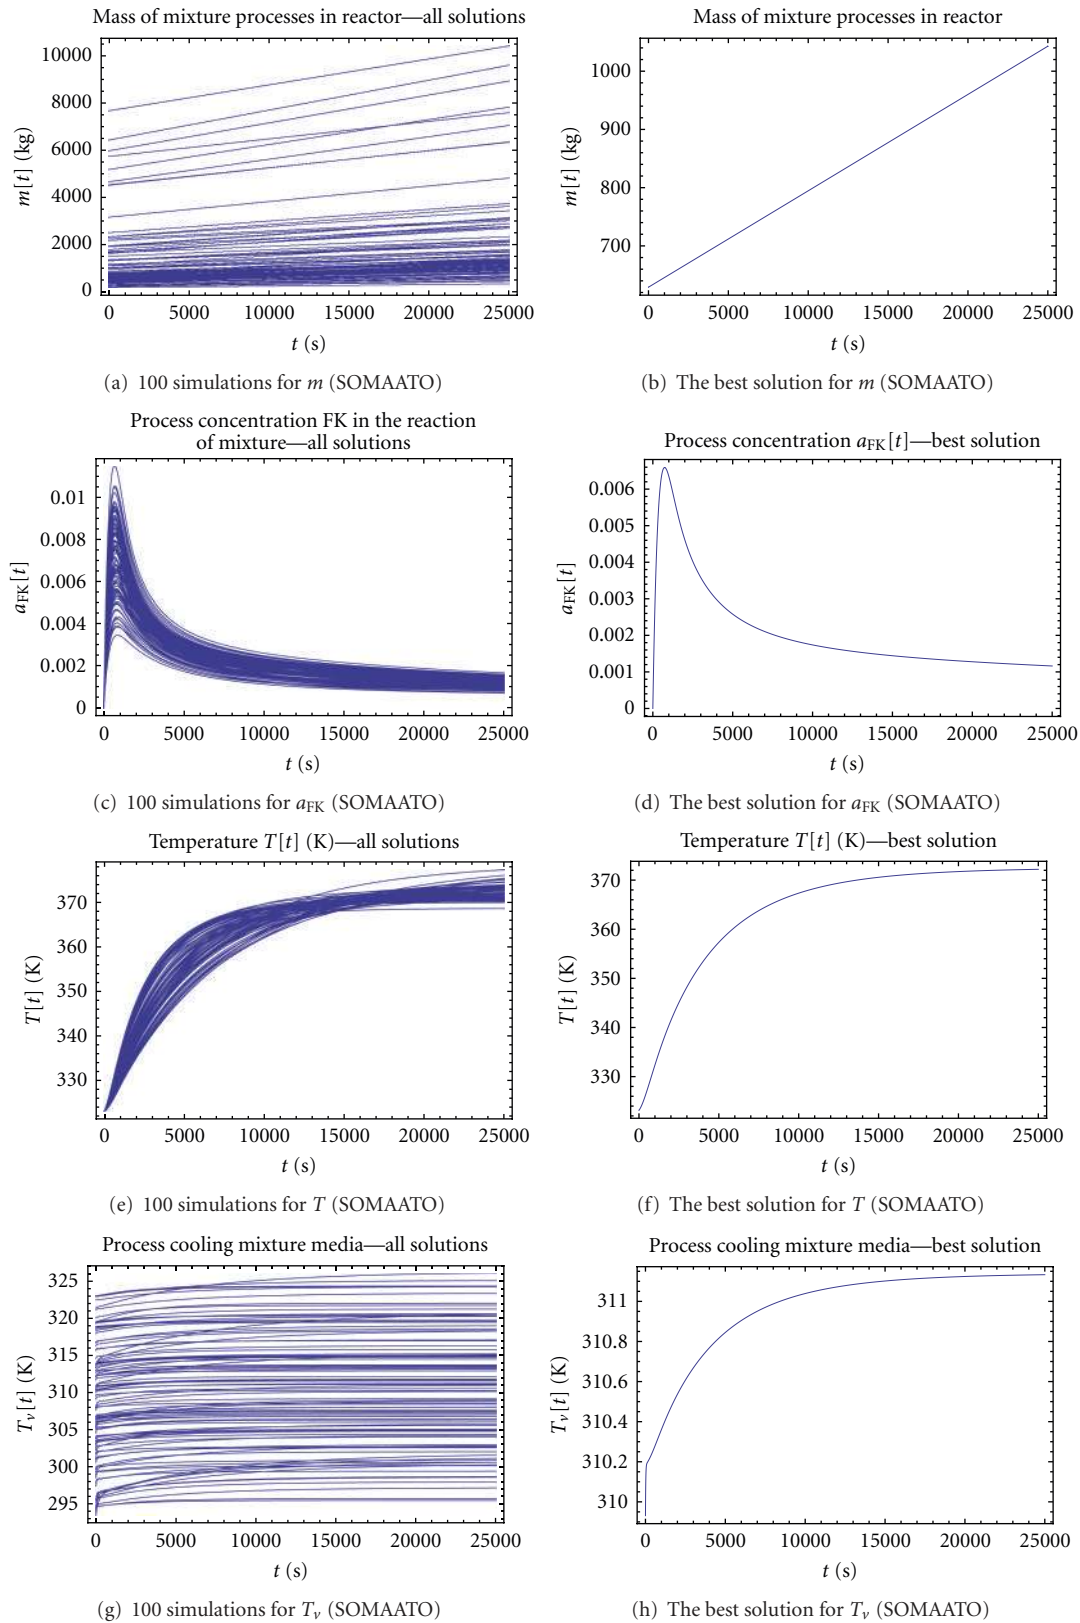 Mass of mixture processes in reactor—all solutions
m[t] (kg)
10000
8000
6000
4000
2000
0
0 5000 10000 15000 20000 25000
t (s)
(a) 100 simulations for m (SOMAATO)
Mass of mixture processes in reactor
m[t] (kg)
1000
900
800
700
0 5000 10000 15000 20000 25000
t (s)
(b) The best solution for m (SOMAATO)
Process concentration FK in the reaction
of mixture—all solutions
a_FK[t]
0.01
0.008
0.006
0.004
0.002
0
0 5000 10000 15000 20000 25000
t (s)
(c) 100 simulations for a_FK (SOMAATO)
Process concentration a_FK[t]—best solution
a_FK[t]
0.006
0.005
0.004
0.003
0.002
0.001
0
0 5000 10000 15000 20000 25000
t (s)
(d) The best solution for a_FK (SOMAATO)
Temperature T[t] (K)—all solutions
T[t] (K)
370
360
350
340
330
0 5000 10000 15000 20000 25000
t (s)
(e) 100 simulations for T (SOMAATO)
Temperature T[t] (K)—best solution
T[t] (K)
370
360
350
340
330
0 5000 10000 15000 20000 25000
t (s)
(f) The best solution for T (SOMAATO)
Process cooling mixture media—all solutions
T_v[t] (K)
325
320
315
310
305
300
295
0 5000 10000 15000 20000 25000
t (s)
(g) 100 simulations for T_v (SOMAATO)
Process cooling mixture media—best solution
T_v[t] (K)
311
310.8
310.6
310.4
310.2
310
0 5000 10000 15000 20000 25000
t (s)
(h) The best solution for T_v (SOMAATO)